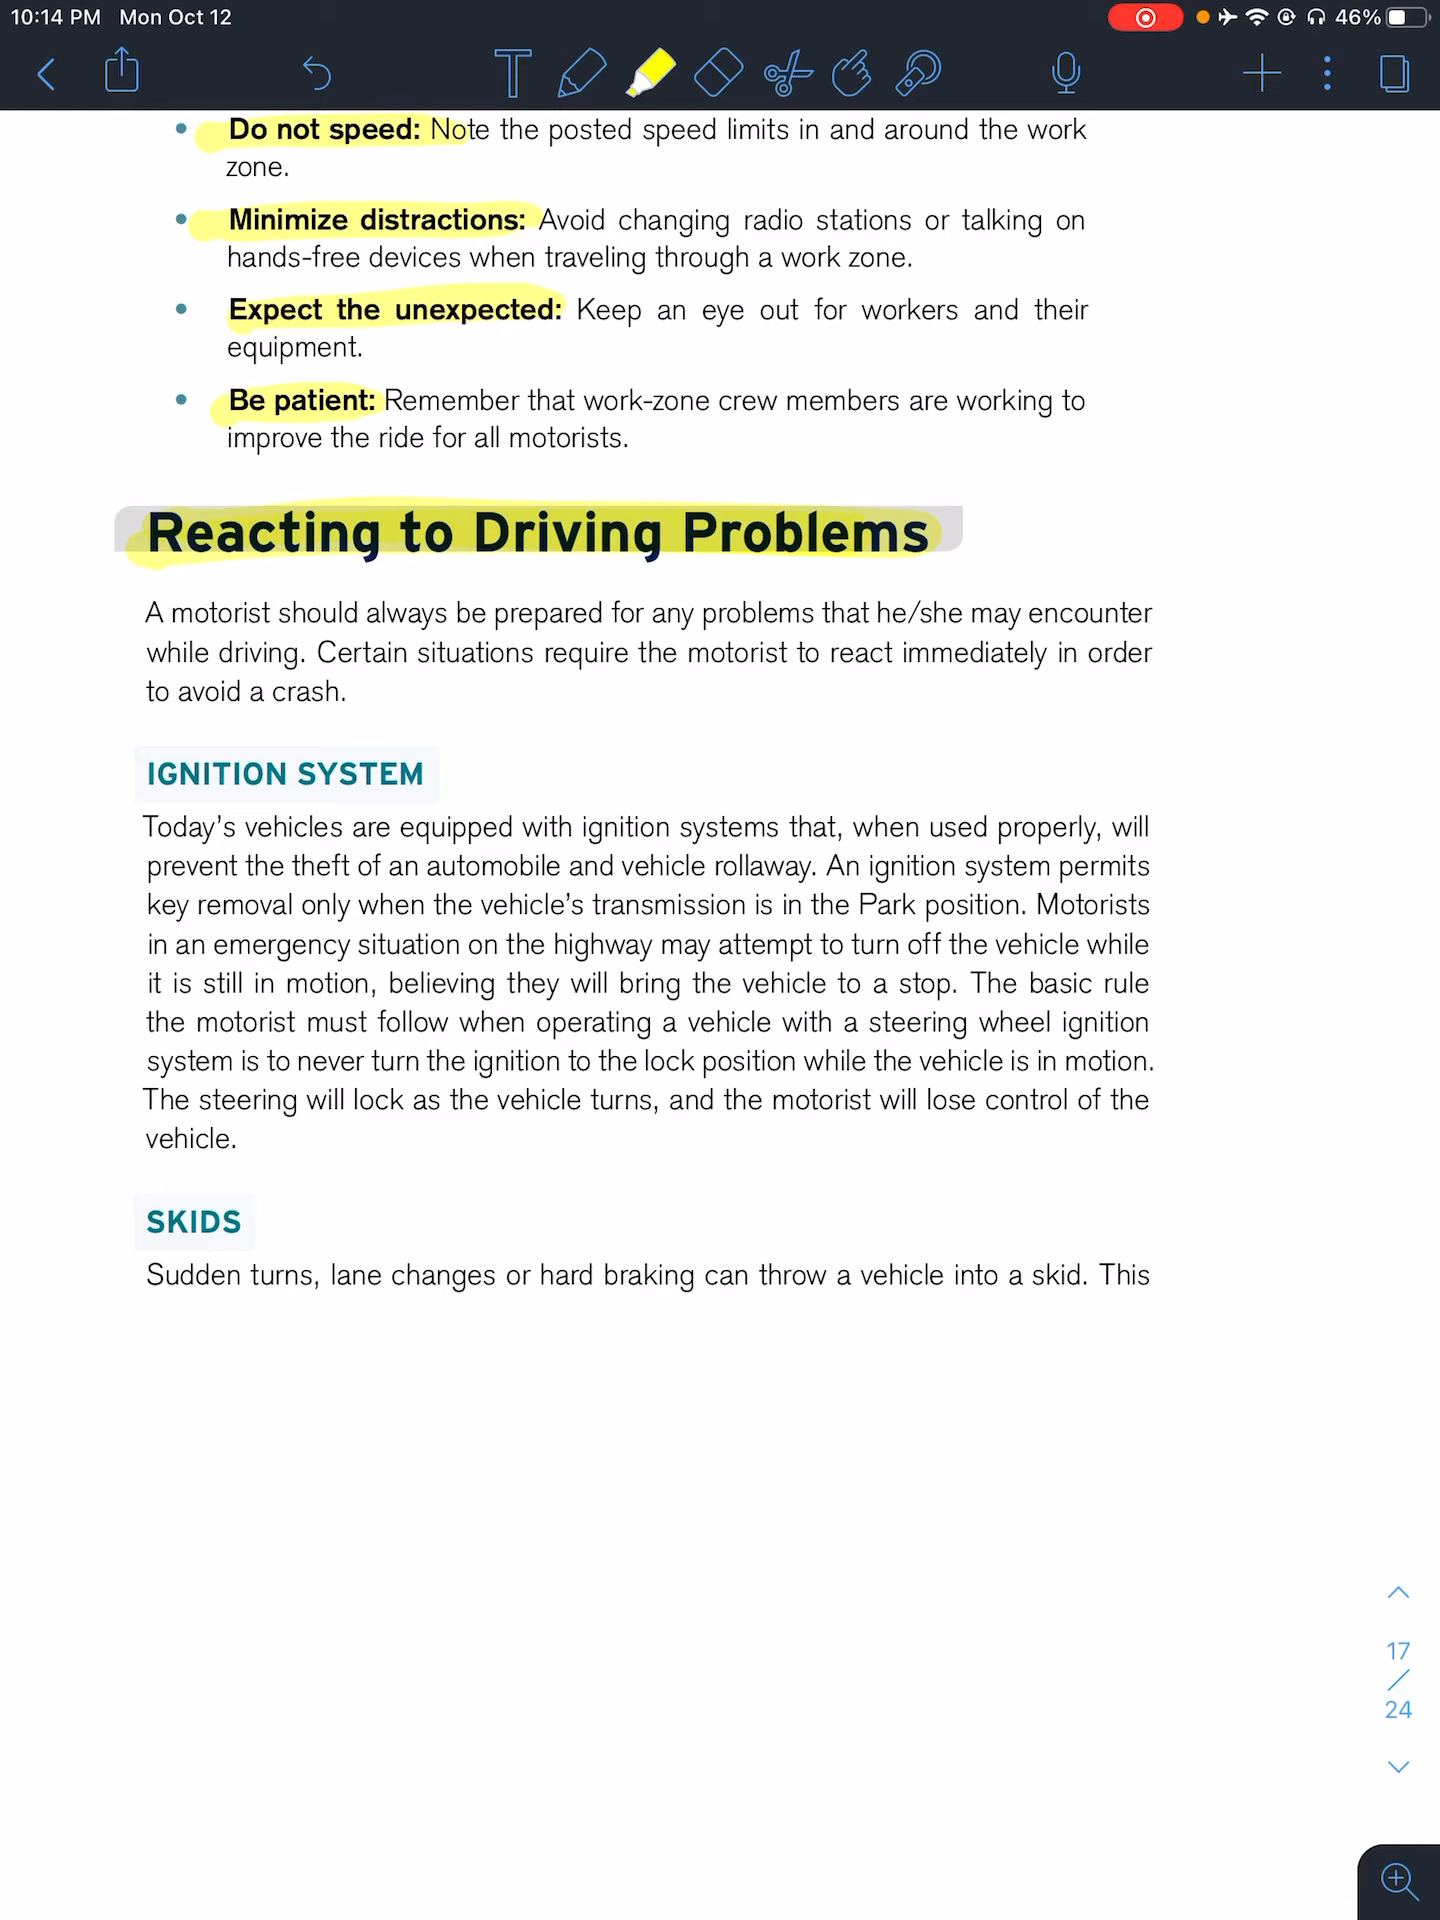 10:14 PM Mon Oct 12
46%
Do not speed: Note the posted speed limits in and around the work
zone.
Minimize distractions: Avoid changing radio stations or talking on
hands-free devices when traveling through a work zone.
Expect the unexpected: Keep an eye out for workers and their
equipment.
Be patient: Remember that work-zone crew members are working to
improve the ride for all motorists.
Reacting to Driving Problems
A motorist should always be prepared for any problems that he/she may encounter
while driving. Certain situations require the motorist to react immediately in order
to avoid a crash.
IGNITION SYSTEM
Today's vehicles are equipped with ignition systems that, when used properly, will
prevent the theft of an automobile and vehicle rollaway. An ignition system permits
key removal only when the vehicle's transmission is in the Park position. Motorists
in an emergency situation on the highway may attempt to turn off the vehicle while
it is still in motion, believing they will bring the vehicle to a stop. The basic rule
the motorist must follow when operating a vehicle with a steering wheel ignition
system is to never turn the ignition to the lock position while the vehicle is in motion.
The steering will lock as the vehicle turns, and the motorist will lose control of the
vehicle.
SKIDS
Sudden turns, lane changes or hard braking can throw a vehicle into a skid. This
17
/
24